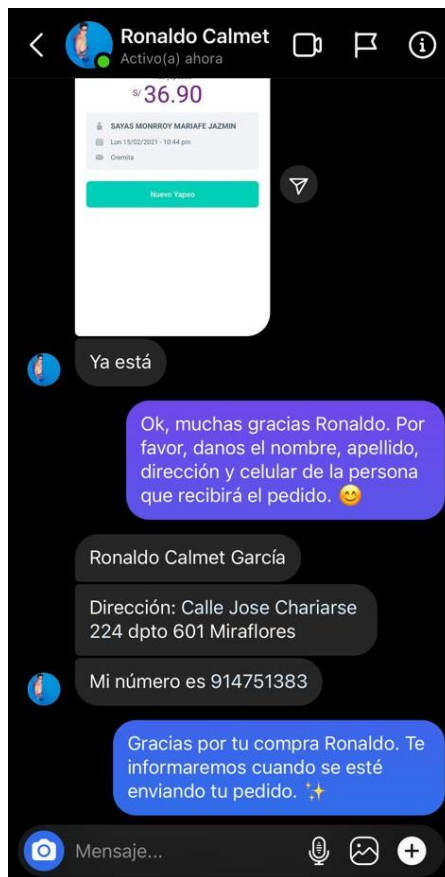 Ronaldo Calmet
Activo(a) ahora
S/ 36.90
SAYAS MONRROY MARIAFE JAZMIN
Lun 15/02/2021 - 10:44 pm
Cremita
Nuevo Yapeo
Ya está
Ok, muchas gracias Ronaldo. Por
favor, danos el nombre, apellido,
dirección y celular de la persona
que recibirá el pedido. 😊
Ronaldo Calmet García
Dirección: Calle Jose Chariarse
224 dpto 601 Miraflores
Mi número es 914751383
Gracias por tu compra Ronaldo. Te
informaremos cuando se esté
enviando tu pedido. ✨
Mensaje...